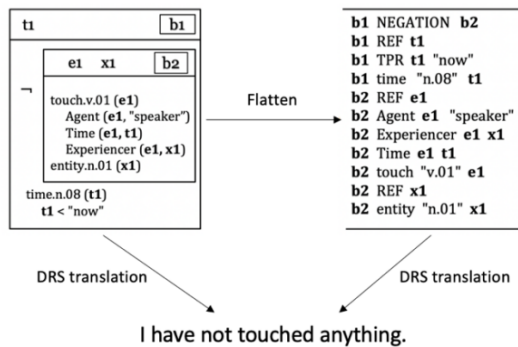 t1 b1
e1 x1 b2
¬
touch.v.01 (e1)
Agent (e1, "speaker")
Time (e1, t1)
Experiencer (e1, x1)
entity.n.01 (x1)
time.n.08 (t1)
t1 < "now"
Flatten
b1 NEGATION b2
b1 REF t1
b1 TPR t1 "now"
b1 time "n.08" t1
b2 REF e1
b2 Agent e1 "speaker"
b2 Experiencer e1 x1
b2 Time e1 t1
b2 touch "v.01" e1
b2 REF x1
b2 entity "n.01" x1
DRS translation
DRS translation
I have not touched anything.